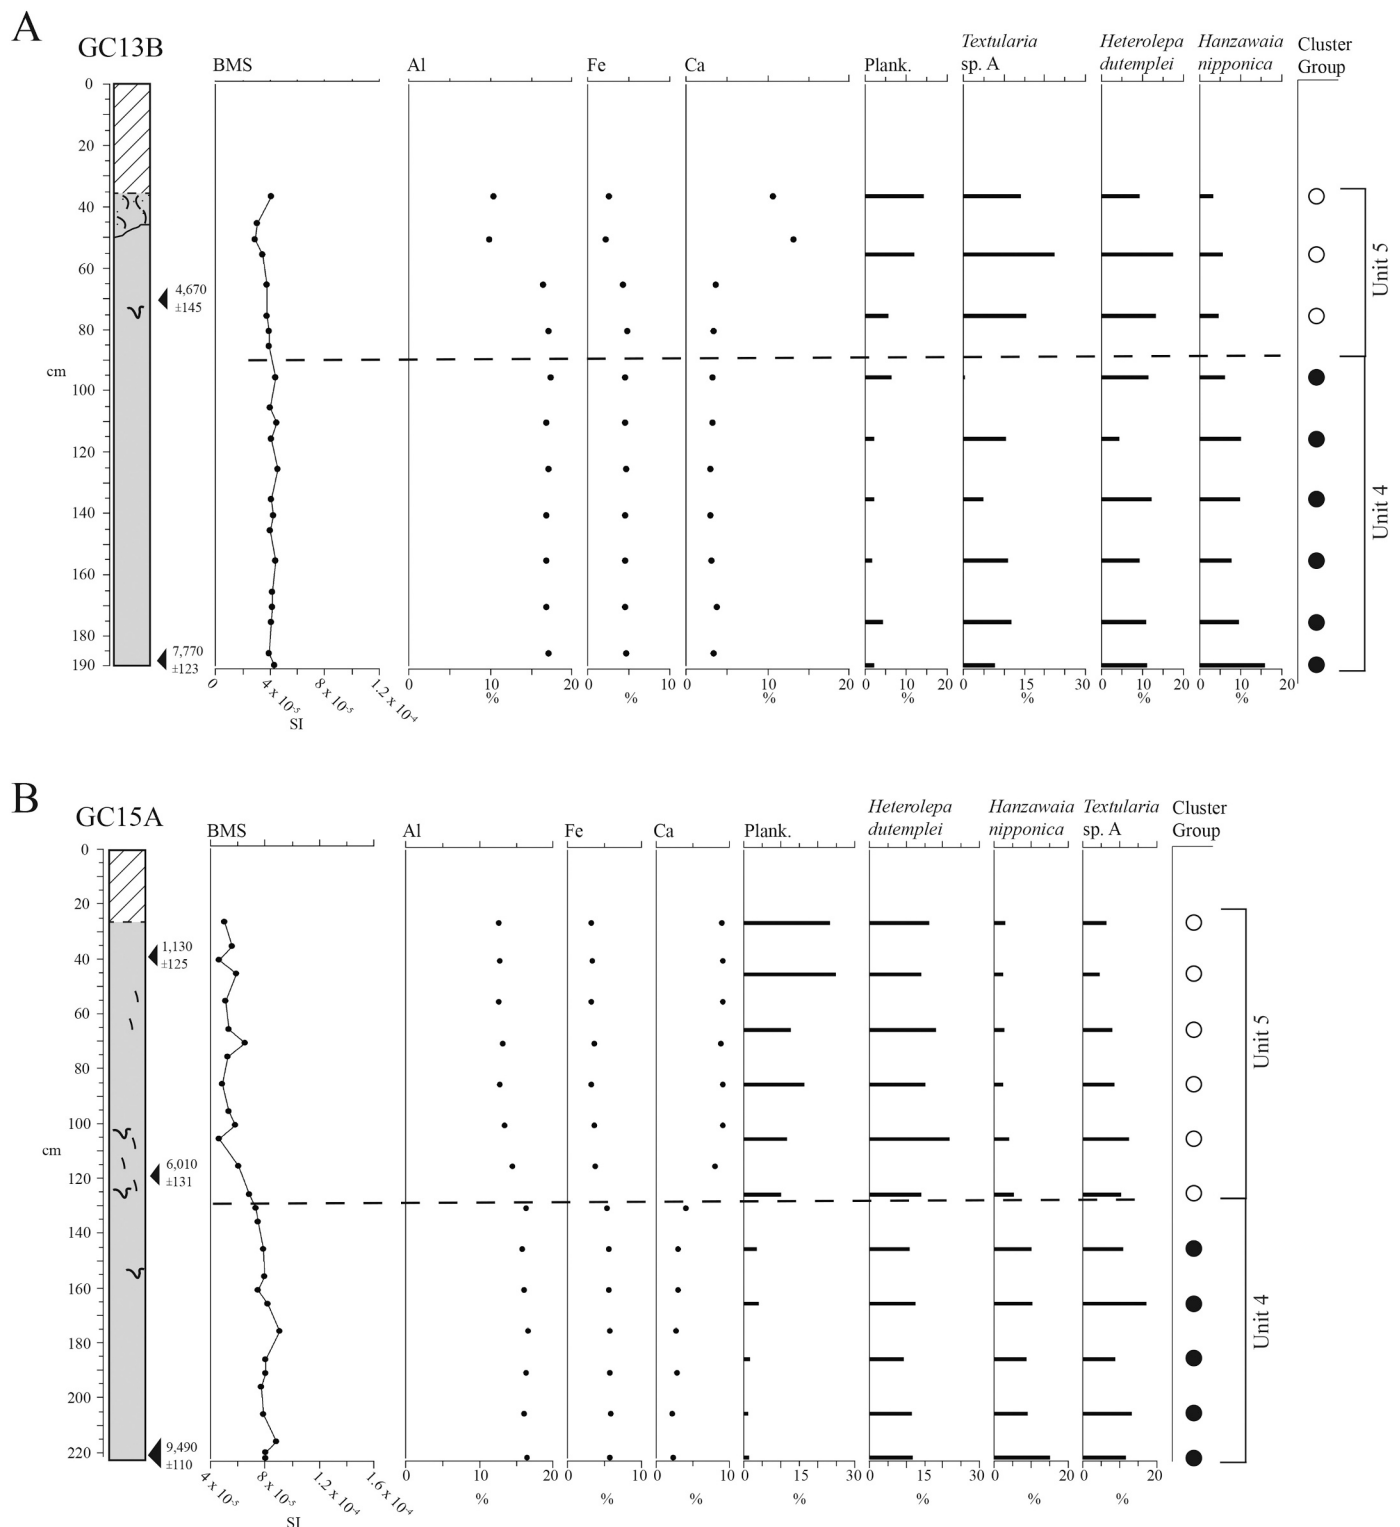 A
GC13B
BMS
Al
Fe
Ca
Plank.
Textularia
sp. A
Heterolepa
dutemplei
Hanzawaia
nipponica
Cluster
Group
0
20
40
60
80
cm
100
120
140
160
180
190
4,670
±145
7,770
±123
0
4 x 10-5
8 x 10-5
1.2 x 10-4
SI
0 10 20
%
0 10
%
0 10 20
%
0 10 20
%
0 15 30
%
0 10 20
%
0 10 20
%
Unit 5
Unit 4
B
GC15A
BMS
Al
Fe
Ca
Plank.
Heterolepa
dutemplei
Hanzawaia
nipponica
Textularia
sp. A
Cluster
Group
0
20
40
60
80
100
cm
120
140
160
180
200
220
1,130
±125
6,010
±131
9,490
±110
4 x 10-5
8 x 10-5
1.2 x 10-4
1.6 x 10-4
SI
0 10 20
%
0 10
%
0 10
%
0 15 30
%
0 15 30
%
0 10 20
%
0 20
%
Unit 5
Unit 4